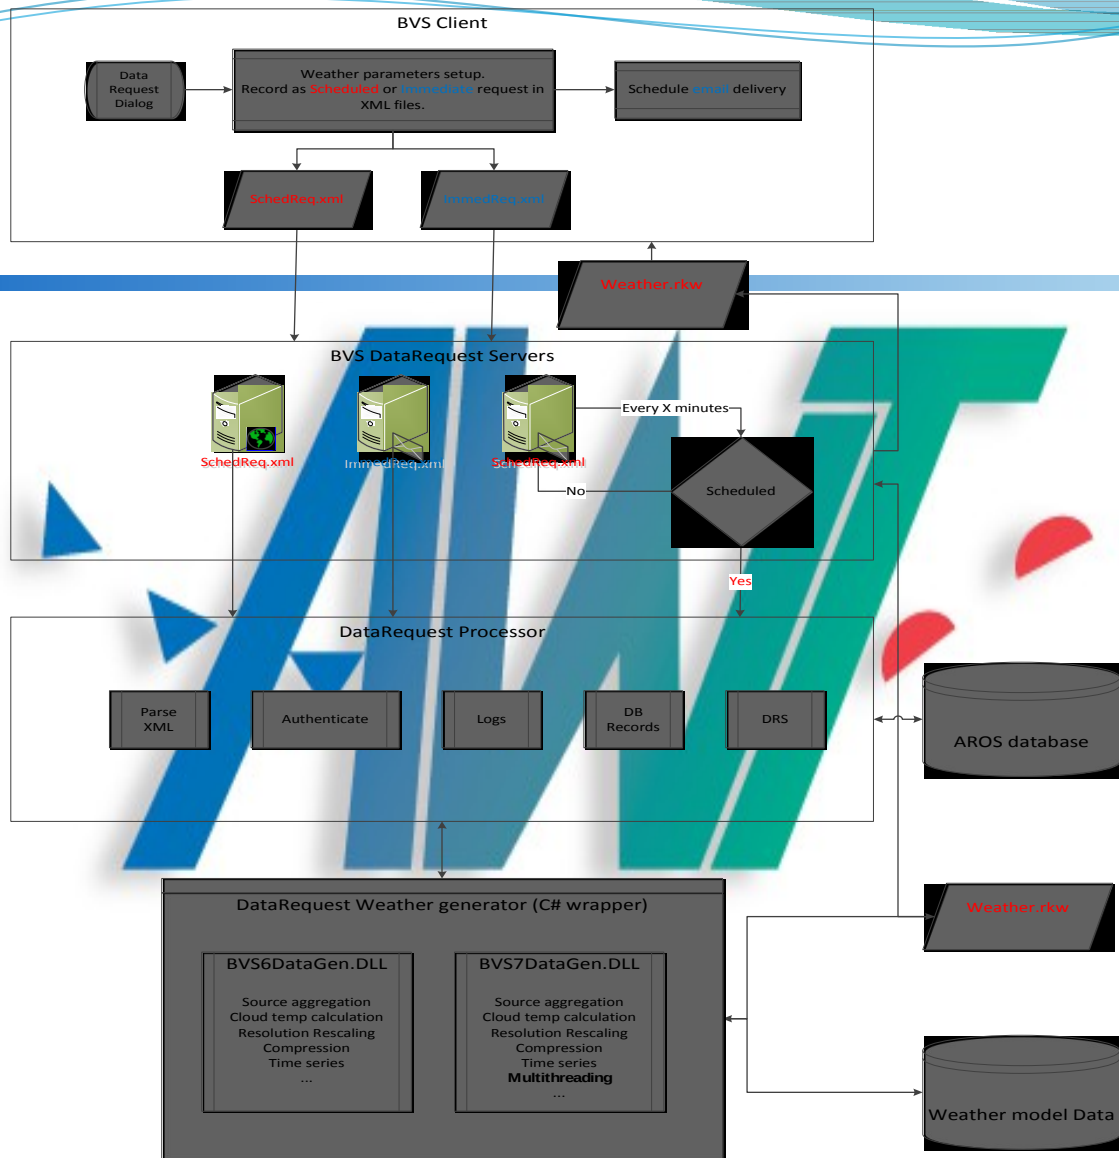 BVS Client
Data
Request
Dialog
Weather parameters setup.
Record as Scheduled or Immediate request in
XML files.
Schedule email delivery
SchedReq.xml
ImmedReq.xml
Weather.rkw
BVS DataRequest Servers
SchedReq.xml
ImmedReq.xml
SchedReq.xml
Every X minutes
Scheduled
No
Yes
DataRequest Processor
Parse
XML
Authenticate
Logs
DB
Records
DRS
AROS database
DataRequest Weather generator (C# wrapper)
BVS6DataGen.DLL
Source aggregation
Cloud temp calculation
Resolution Rescaling
Compression
Time series
...
BVS7DataGen.DLL
Source aggregation
Cloud temp calculation
Resolution Rescaling
Compression
Time series
Multithreading
...
Weather.rkw
Weather model Data
AWT